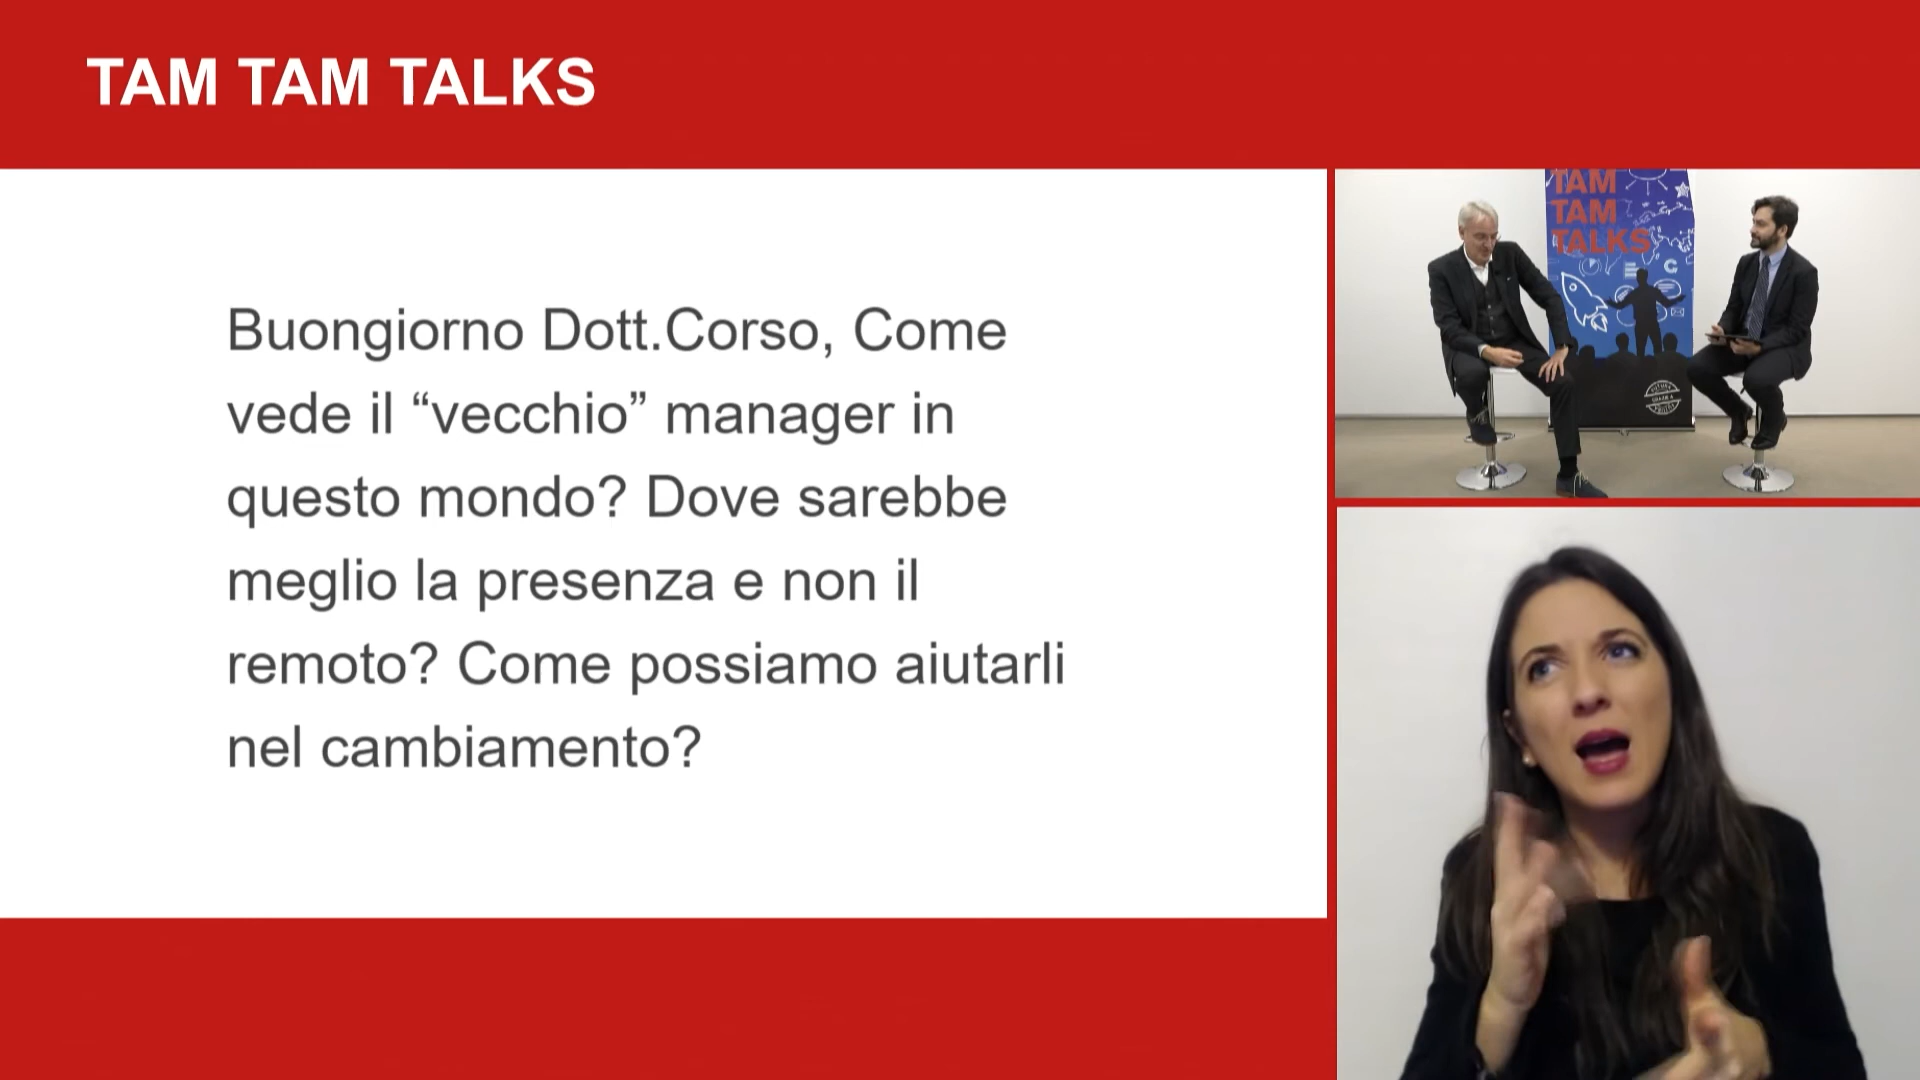 TAM TAM TALKS
Buongiorno Dott.Corso, Come
vede il “vecchio” manager in
questo mondo? Dove sarebbe
meglio la presenza e non il
remoto? Come possiamo aiutarli
nel cambiamento?
TAM
TAM
TALKS